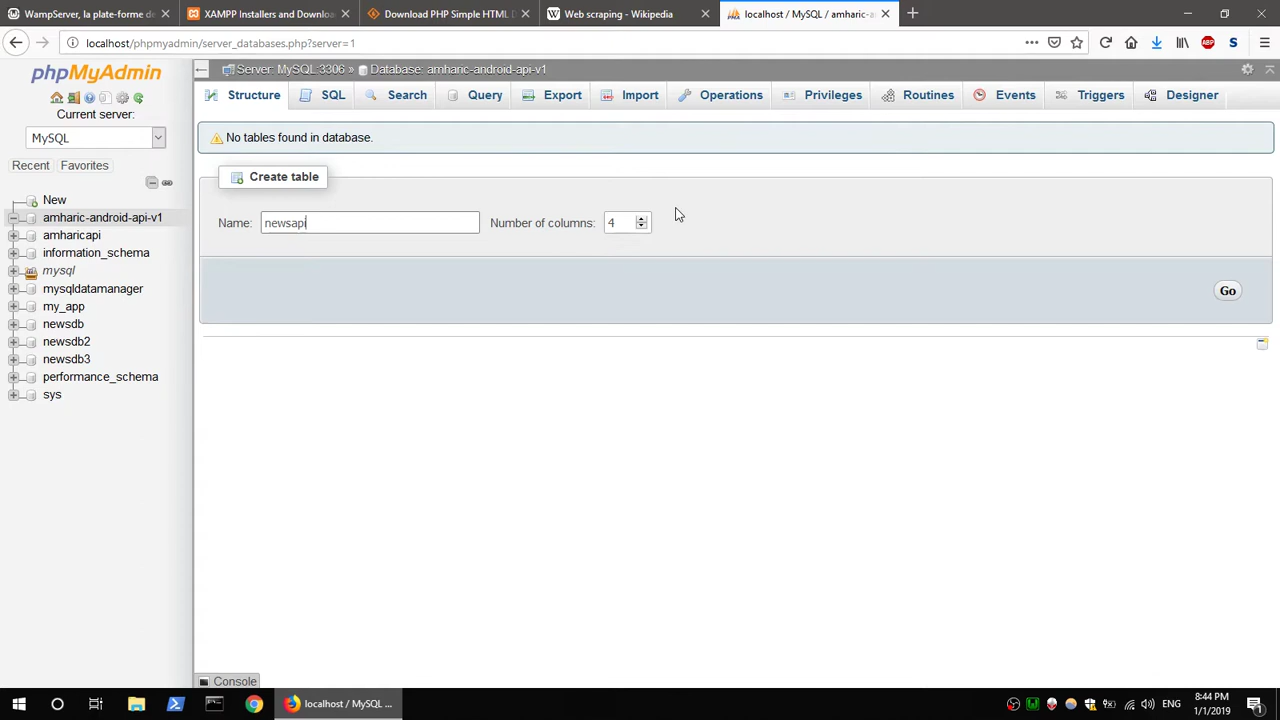 WampServer, la plate-forme de
XAMPP Installers and Downloa
Download PHP Simple HTML D
Web scraping - Wikipedia
localhost / MySQL / amharic-a
localhost/phpmyadmin/server_databases.php?server=1
ABP
S
phpMyAdmin
Current server:
MySQL
Recent
Favorites
New
amharic-android-api-v1
amharicapi
information_schema
mysql
mysqldatamanager
my_app
newsdb
newsdb2
newsdb3
performance_schema
sys
Server: MySQL:3306 » Database: amharic-android-api-v1
Structure
SQL
Search
Query
Export
Import
Operations
Privileges
Routines
Events
Triggers
Designer
No tables found in database.
Create table
Name: newsapi
Number of columns: 4
Go
Console
localhost / MySQL ...
ENG
8:44 PM
1/1/2019